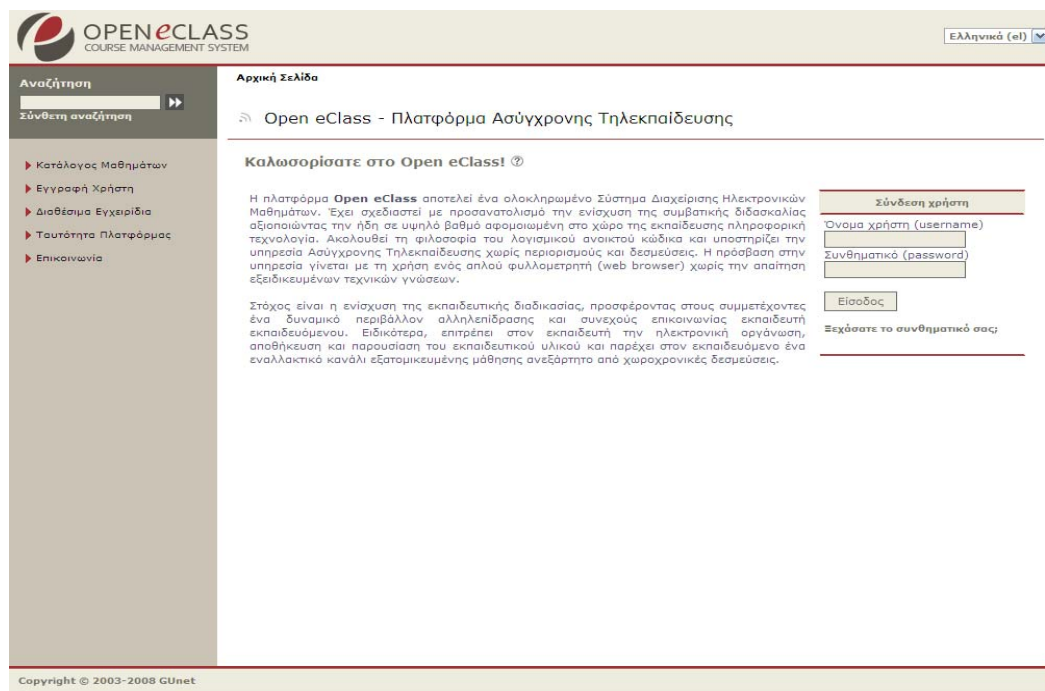 OPEN eCLASS
COURSE MANAGEMENT SYSTEM
Ελληνικά (el)
Αναζήτηση
Σύνθετη αναζήτηση
Κατάλογος Μαθημάτων
Εγγραφή Χρήστη
Διαθέσιμα Εγχειρίδια
Ταυτότητα Πλατφόρμας
Επικοινωνία
Αρχική Σελίδα
Open eClass - Πλατφόρμα Ασύγχρονης Τηλεκπαίδευσης
Καλωσορίσατε στο Open eClass!
Η πλατφόρμα Open eClass αποτελεί ένα ολοκληρωμένο Σύστημα Διαχείρισης Ηλεκτρονικών
Μαθημάτων. Έχει σχεδιαστεί με προσανατολισμό την ενίσχυση της συμβατικής διδασκαλίας
αξιοποιώντας την ήδη σε υψηλό βαθμό αφομοιωμένη στο χώρο της εκπαίδευσης πληροφορική
τεχνολογία. Ακολουθεί τη φιλοσοφία του λογισμικού ανοικτού κώδικα και υποστηρίζει την
υπηρεσία Ασύγχρονης Τηλεκπαίδευσης χωρίς περιορισμούς και δεσμεύσεις. Η πρόσβαση στην
υπηρεσία γίνεται με τη χρήση ενός απλού φυλλομετρητή (web browser) χωρίς την απαίτηση
εξειδικευμένων τεχνικών γνώσεων.
Στόχος είναι η ενίσχυση της εκπαιδευτικής διαδικασίας, προσφέροντας στους συμμετέχοντες
ένα δυναμικό περιβάλλον αλληλεπίδρασης και συνεχούς επικοινωνίας εκπαιδευτή
εκπαιδευόμενου. Ειδικότερα, επιτρέπει στον εκπαιδευτή την ηλεκτρονική οργάνωση,
αποθήκευση και παρουσίαση του εκπαιδευτικού υλικού και παρέχει στον εκπαιδευόμενο ένα
εναλλακτικό κανάλι εξατομικευμένης μάθησης ανεξάρτητο από χωροχρονικές δεσμεύσεις.
Σύνδεση χρήστη
Όνομα χρήστη (username)
Συνθηματικό (password)
Είσοδος
Ξεχάσατε το συνθηματικό σας;
Copyright © 2003-2008 GUnet